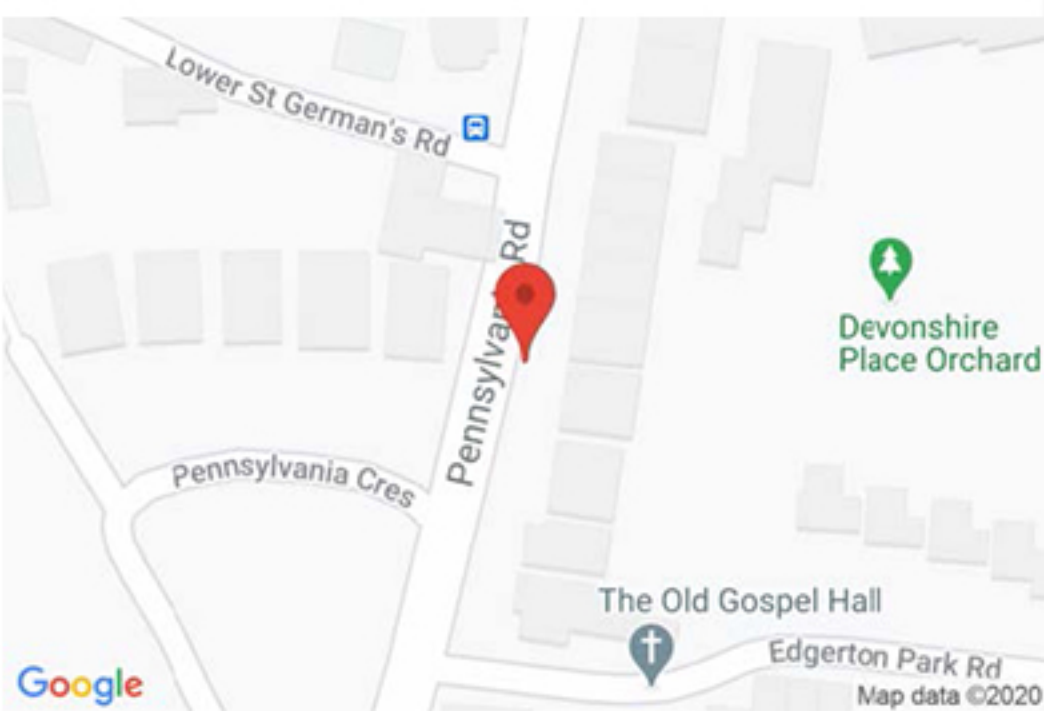 Lower St German's Rd
Pennsylvan Rd
Devonshire
Place Orchard
Pennsylvania Cres
The Old Gospel Hall
Edgerton Park Rd
Google
Map data ©2020